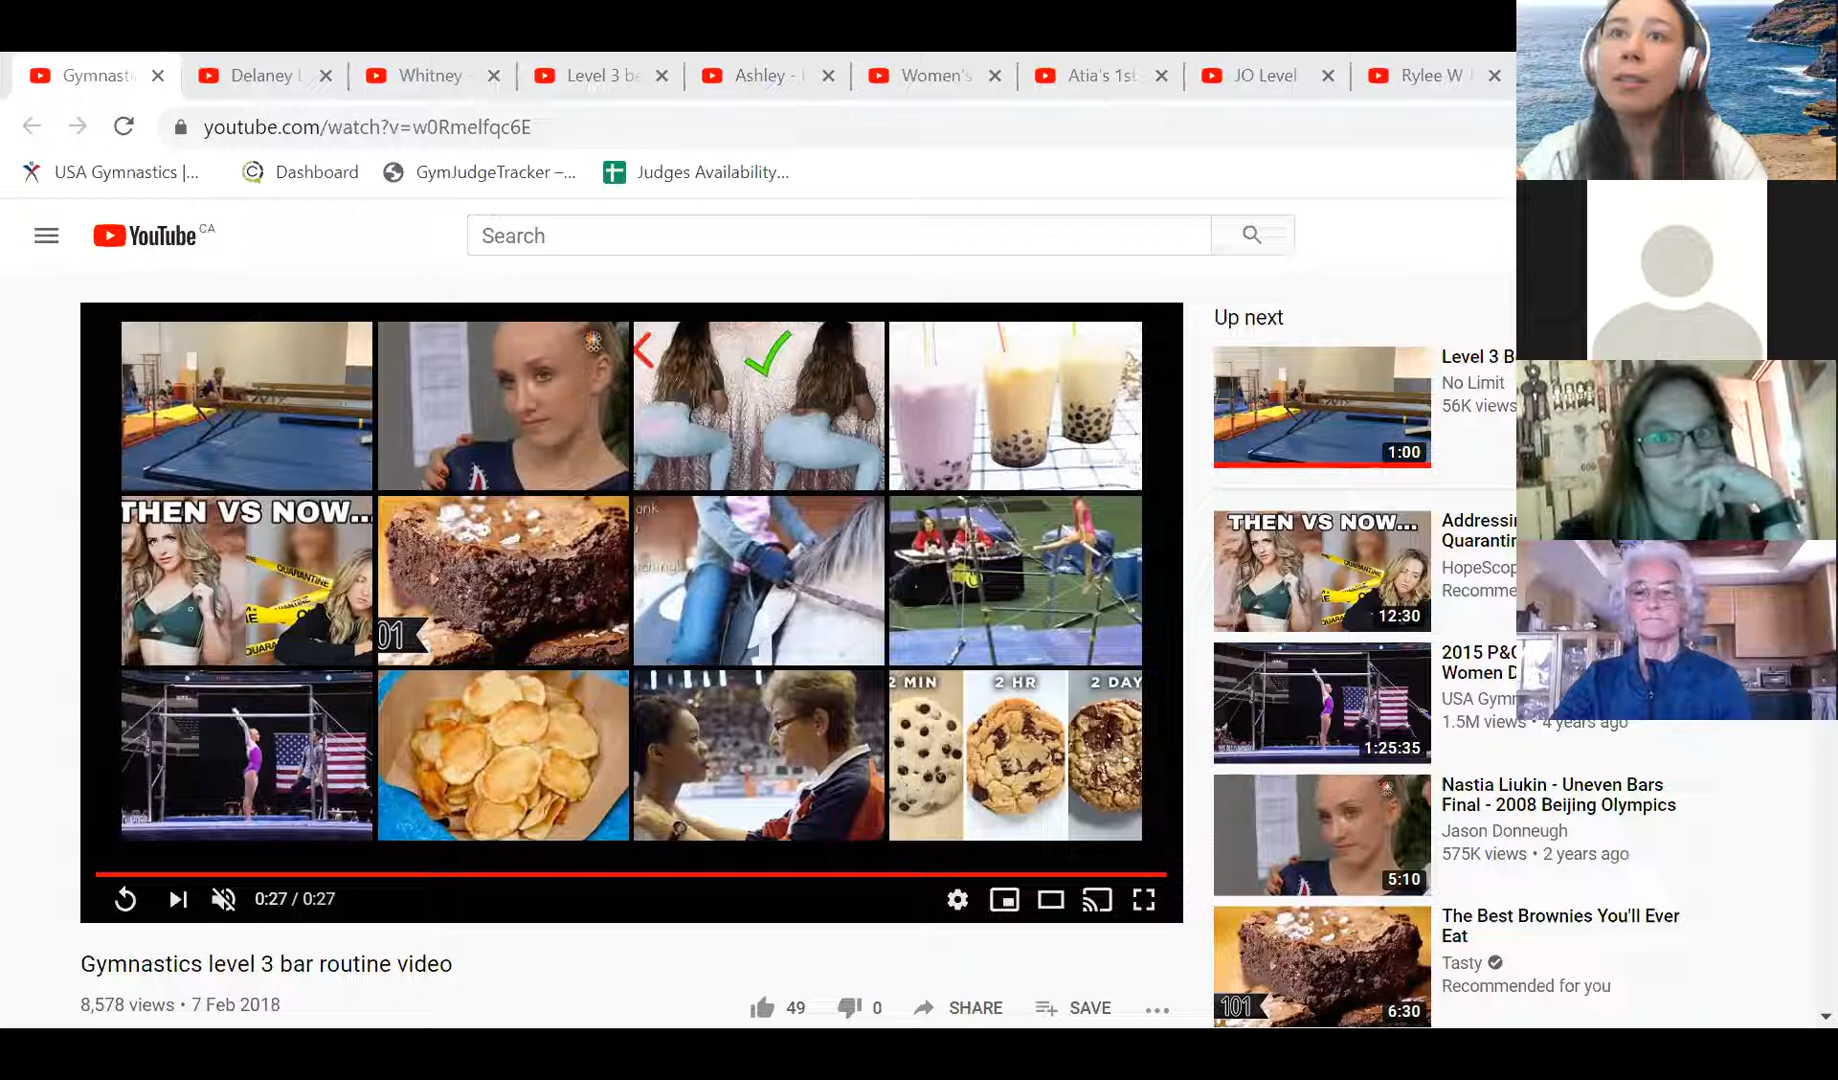 Gymnasti
Delaney L
Whitney -
Level 3 ba
Ashley -
Women's
Atia's 1st
JO Level
Rylee W
youtube.com/watch?v=w0Rmelfqc6E
USA Gymnastics |...
Dashboard
GymJudgeTracker –...
Judges Availability...
YouTube CA
Search
THEN VS NOW...
QUARANTINE
101
2 MIN
2 HR
2 DAY
0:27 / 0:27
Gymnastics level 3 bar routine video
8,578 views • 7 Feb 2018
49
0
SHARE
SAVE
Up next
Level 3 B
No Limit
56K views
1:00
THEN VS NOW...
QUARANTINE
12:30
Addressi
Quarantin
HopeScop
Recomme
2015 P&G
Women D
USA Gymn
1.5M views • 4 years ago
1:25:35
Nastia Liukin - Uneven Bars
Final - 2008 Beijing Olympics
Jason Donneugh
575K views • 2 years ago
5:10
The Best Brownies You'll Ever
Eat
Tasty
Recommended for you
101
6:30